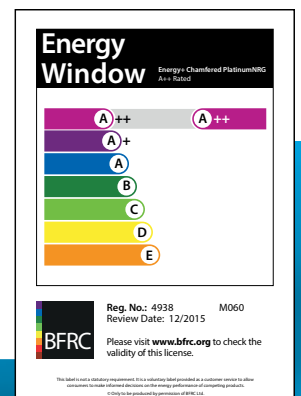 Energy
Window
Energy+ Chamfered PlatinumNRG
A++ Rated
A++ A++
A+
A
B
C
D
E
BFRC
Reg. No.: 4938 M060
Review Date: 12/2015
Please visit www.bfrc.org to check the
validity of this license.
This label is not a statutory requirement. It is a voluntary label provided as a customer service to allow
consumers to make informed decisions on the energy performance of competing products.
© Only to be produced by permission of BFRC Ltd.